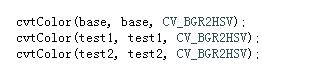 cvtColor(base, base, CV_BGR2HSV);
cvtColor(test1, test1, CV_BGR2HSV);
cvtColor(test2, test2, CV_BGR2HSV);